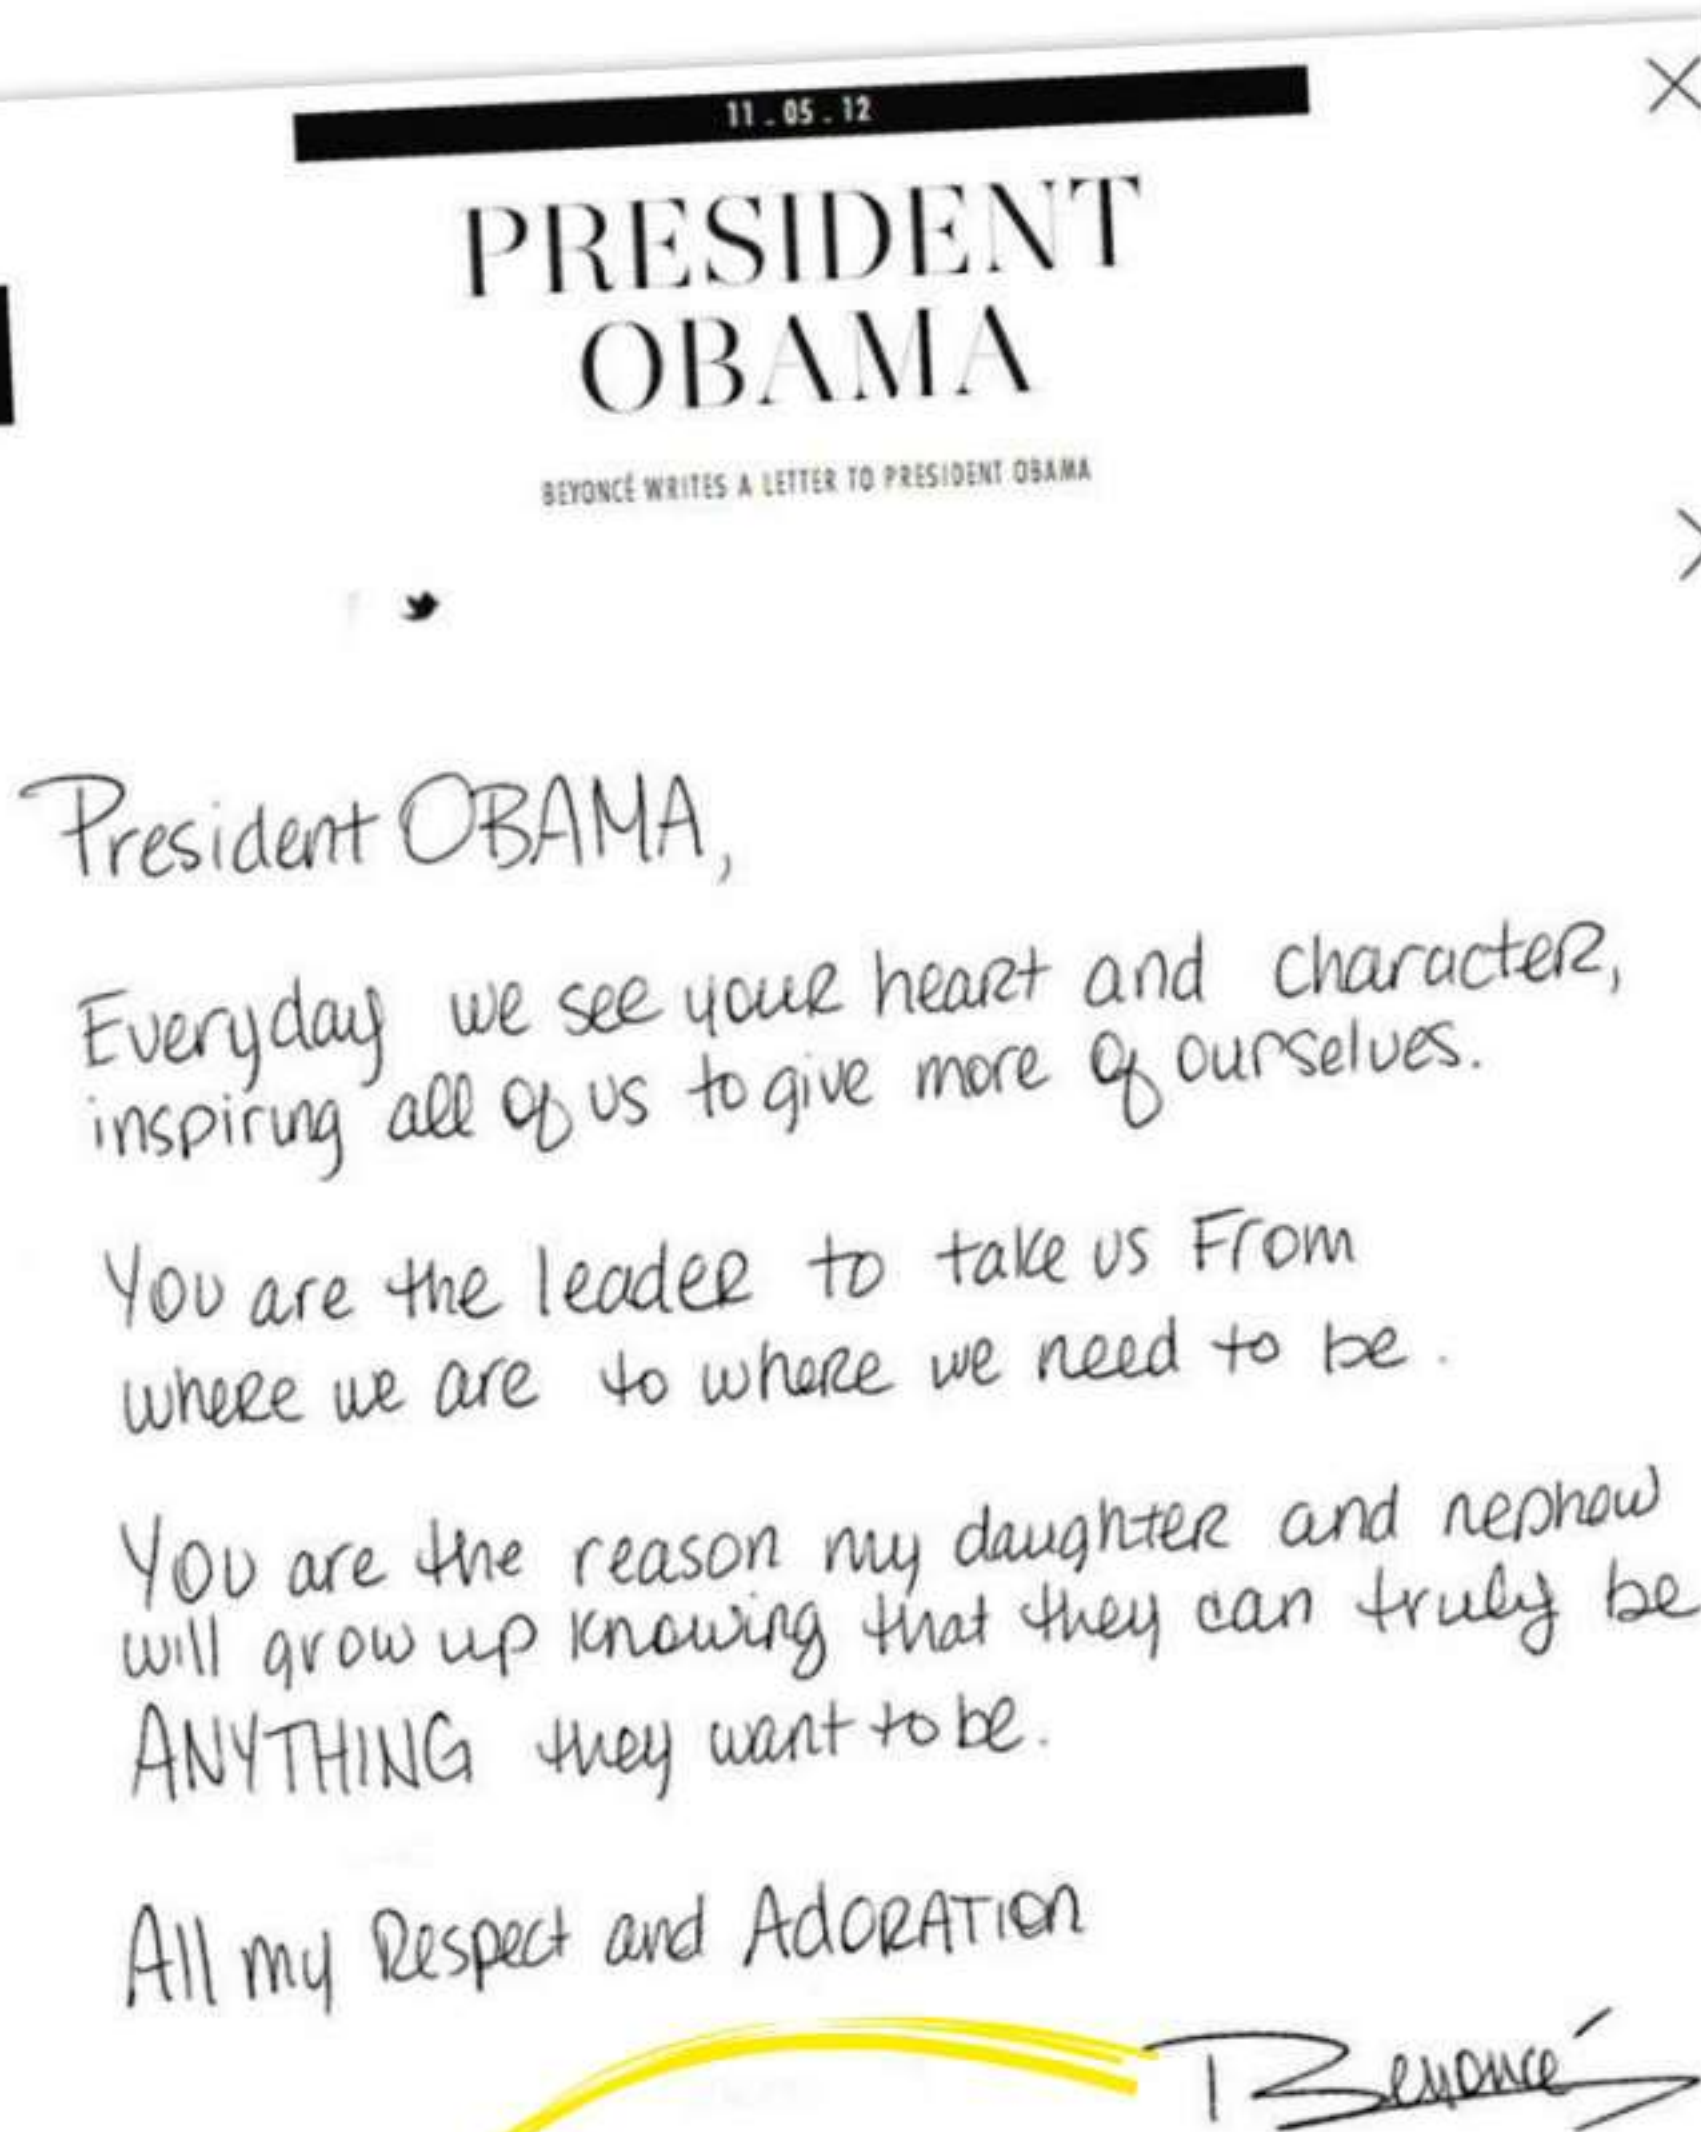 11 . 05 . 12
PRESIDENT
OBAMA
BEYONCÉ WRITES A LETTER TO PRESIDENT OBAMA
President OBAMA,
Everyday we see your heart and character,
inspiring all of us to give more of ourselves.
You are the leader to take us From
where we are to where we need to be.
You are the reason my daughter and nephew
will grow up knowing that they can truly be
ANYTHING they want to be.
All my Respect and AdORATION
Beyoncé